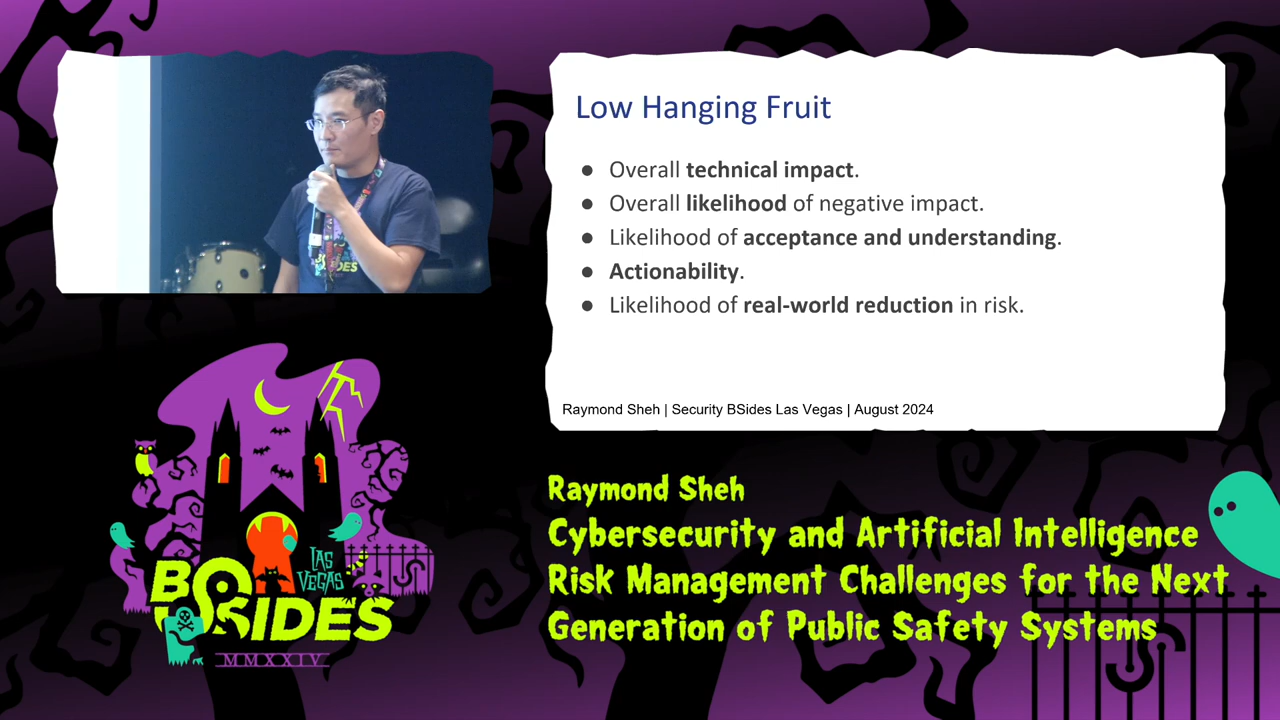 Low Hanging Fruit
● Overall technical impact.
● Overall likelihood of negative impact.
● Likelihood of acceptance and understanding.
● Actionability.
● Likelihood of real-world reduction in risk.
Raymond Sheh | Security BSides Las Vegas | August 2024
BSIDES
LAS
VEGAS
BSIDES
MMXXIV
Raymond Sheh
Cybersecurity and Artificial Intelligence
Risk Management Challenges for the Next
Generation of Public Safety Systems